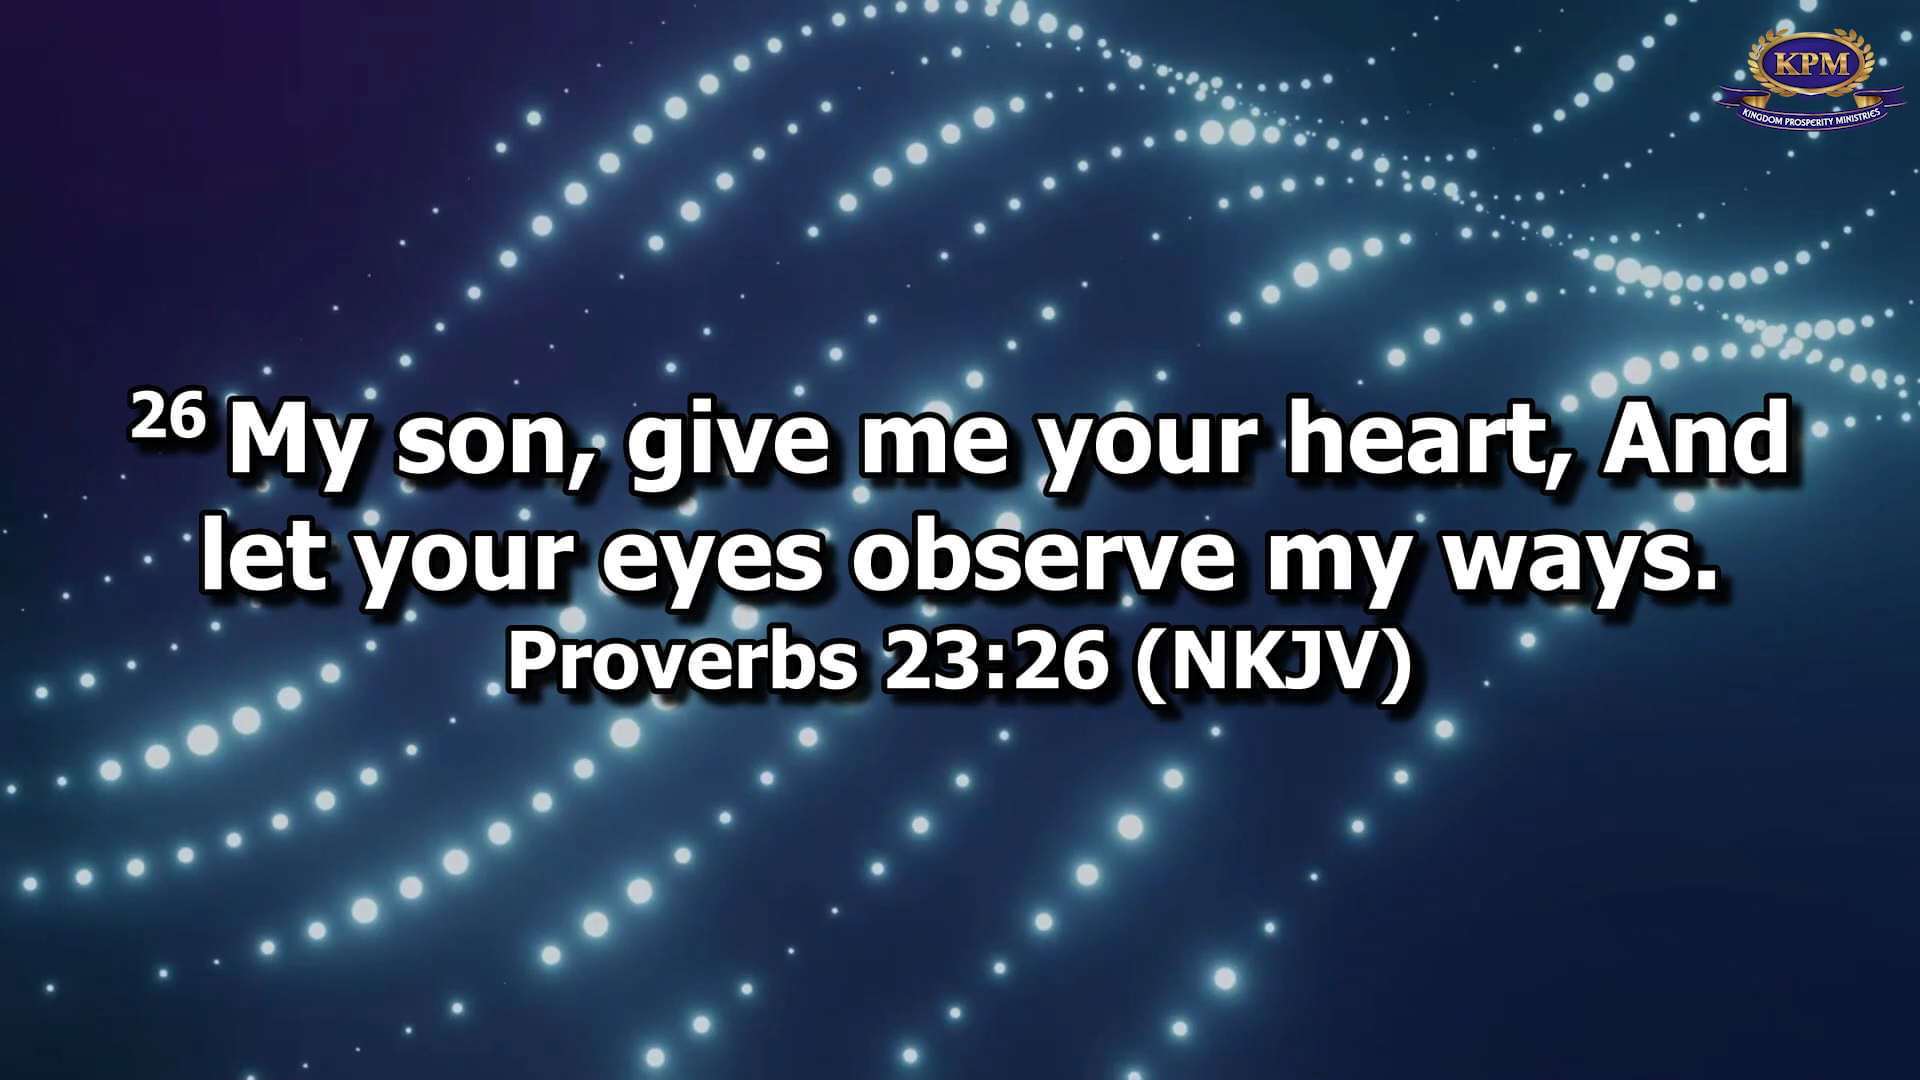 KPM
KINGDOM PROSPERITY MINISTRIES
26 My son, give me your heart, And
let your eyes observe my ways.
Proverbs 23:26 (NKJV)